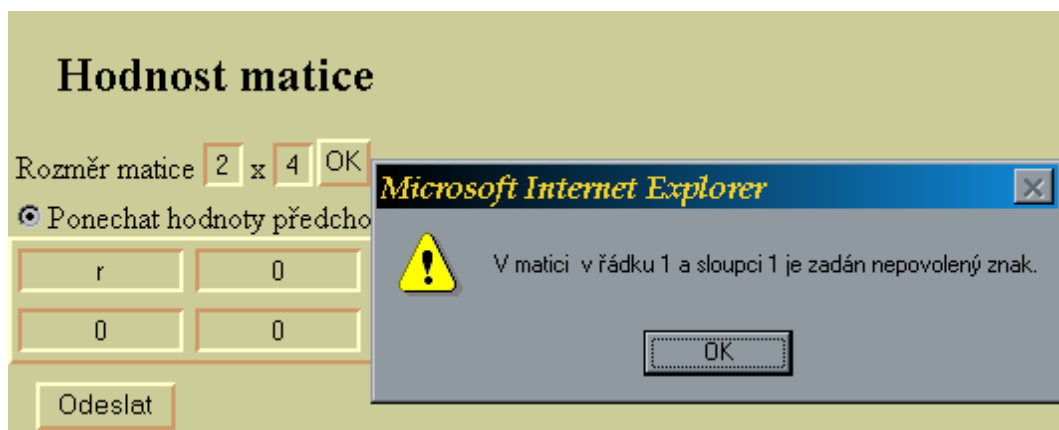 Hodnost matice
Rozměr matice 2 x 4 OK
Microsoft Internet Explorer
Ponechat hodnoty předcho
V matici v řádku 1 a sloupci 1 je zadán nepovolený znak.
r 0
0 0
OK
Odeslat